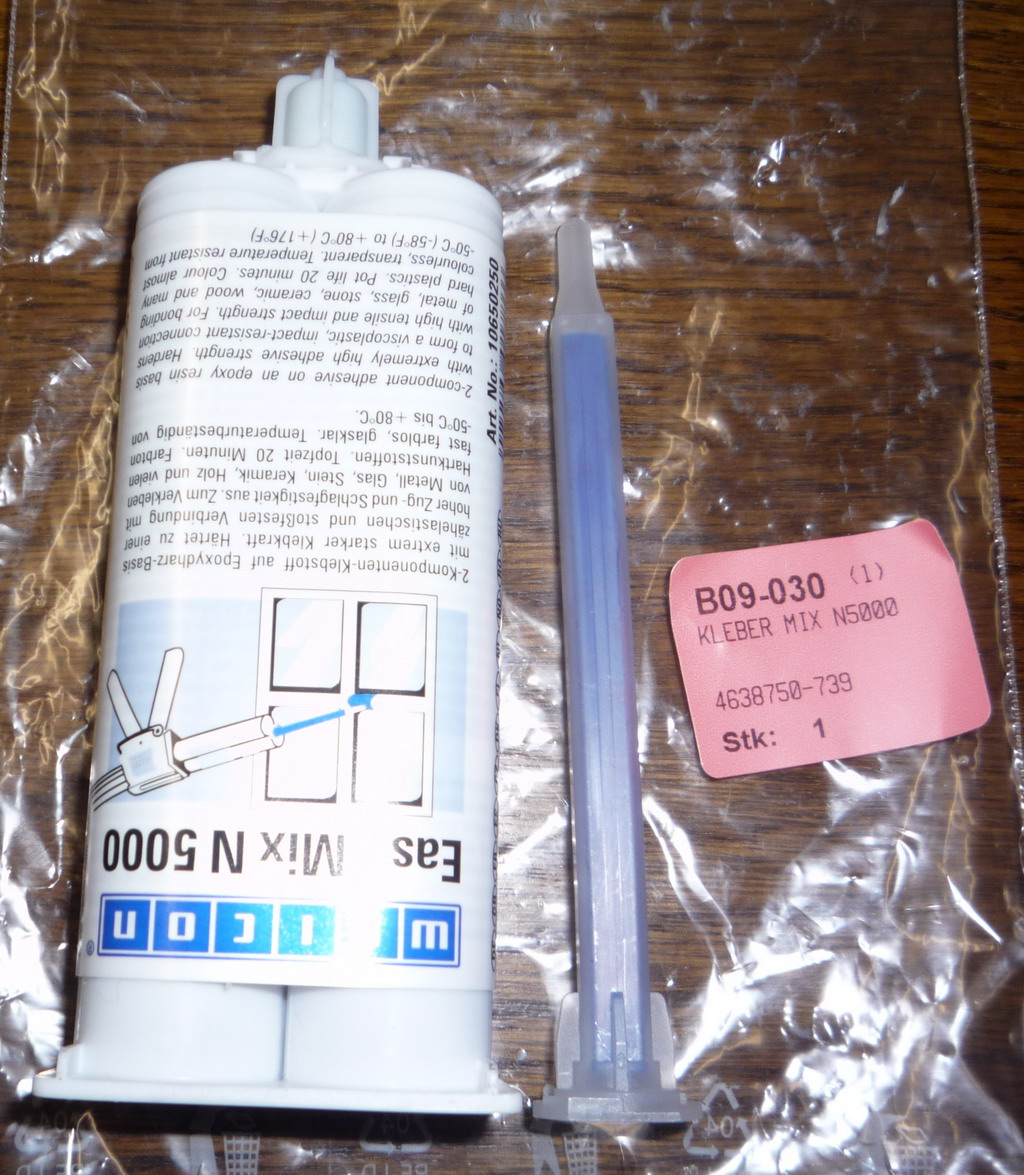 WEICON®
Eas Mix N 5000
2-Komponenten-Klebstoff auf Epoxydharz-Basis
mit extrem starker Klebkraft. Härtet zu einer
zähelastischen und stoßfesten Verbindung mit
hoher Zug- und Schlagfestigkeit aus. Zum Verkleben
von Metall, Glas, Stein, Keramik, Holz und vielen
Hartkunststoffen. Topfzeit: 20 Minuten. Farbton
fast farblos, glasklar. Temperaturbeständig von
-50°C bis +80°C.
2-component adhesive on an epoxy resin basis
with extremely high adhesive strength. Hardens
to form a viscoplastic, impact-resistant connection
with high tensile and impact strength. For bonding
of metal, glass, stone, ceramic, wood and many
hard plastics. Pot life 20 minutes. Colour almost
colourless, transparent. Temperature resistant from
-50°C (-58°F) to +80°C (+176°F)
Art. No.: 10650250
B09-030 (1)
KLEBER MIX N5000
4638750-739
Stk: 1
04
04
04